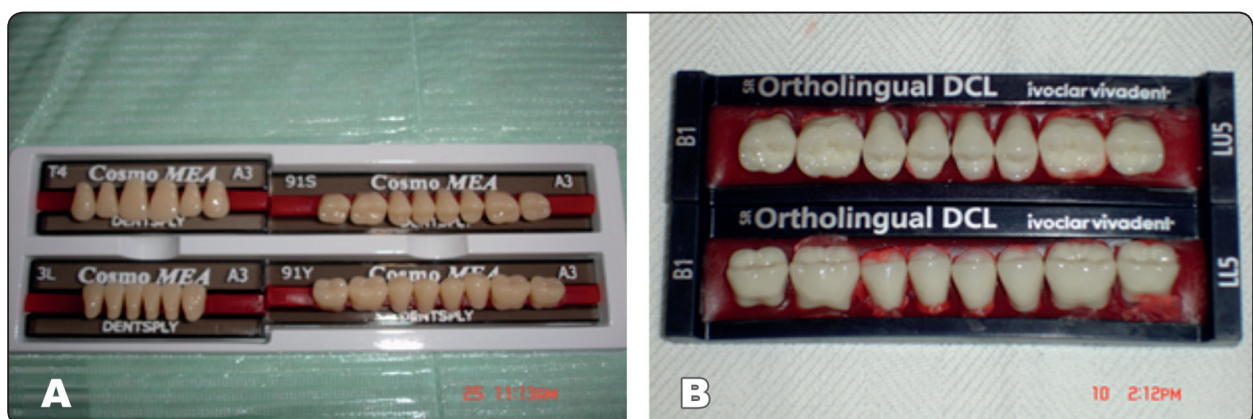 T4 Cosmo MEA A3
DENTSPLY
91S Cosmo MEA A3
DENTSPLY
3L Cosmo MEA A3
DENTSPLY
91Y Cosmo MEA A3
DENTSPLY
A
25 11:13AM
B1
SR Ortholingual DCL ivoclar vivadent
LU5
B1
SR Ortholingual DCL ivoclar vivadent
LL5
B
10 2:12PM